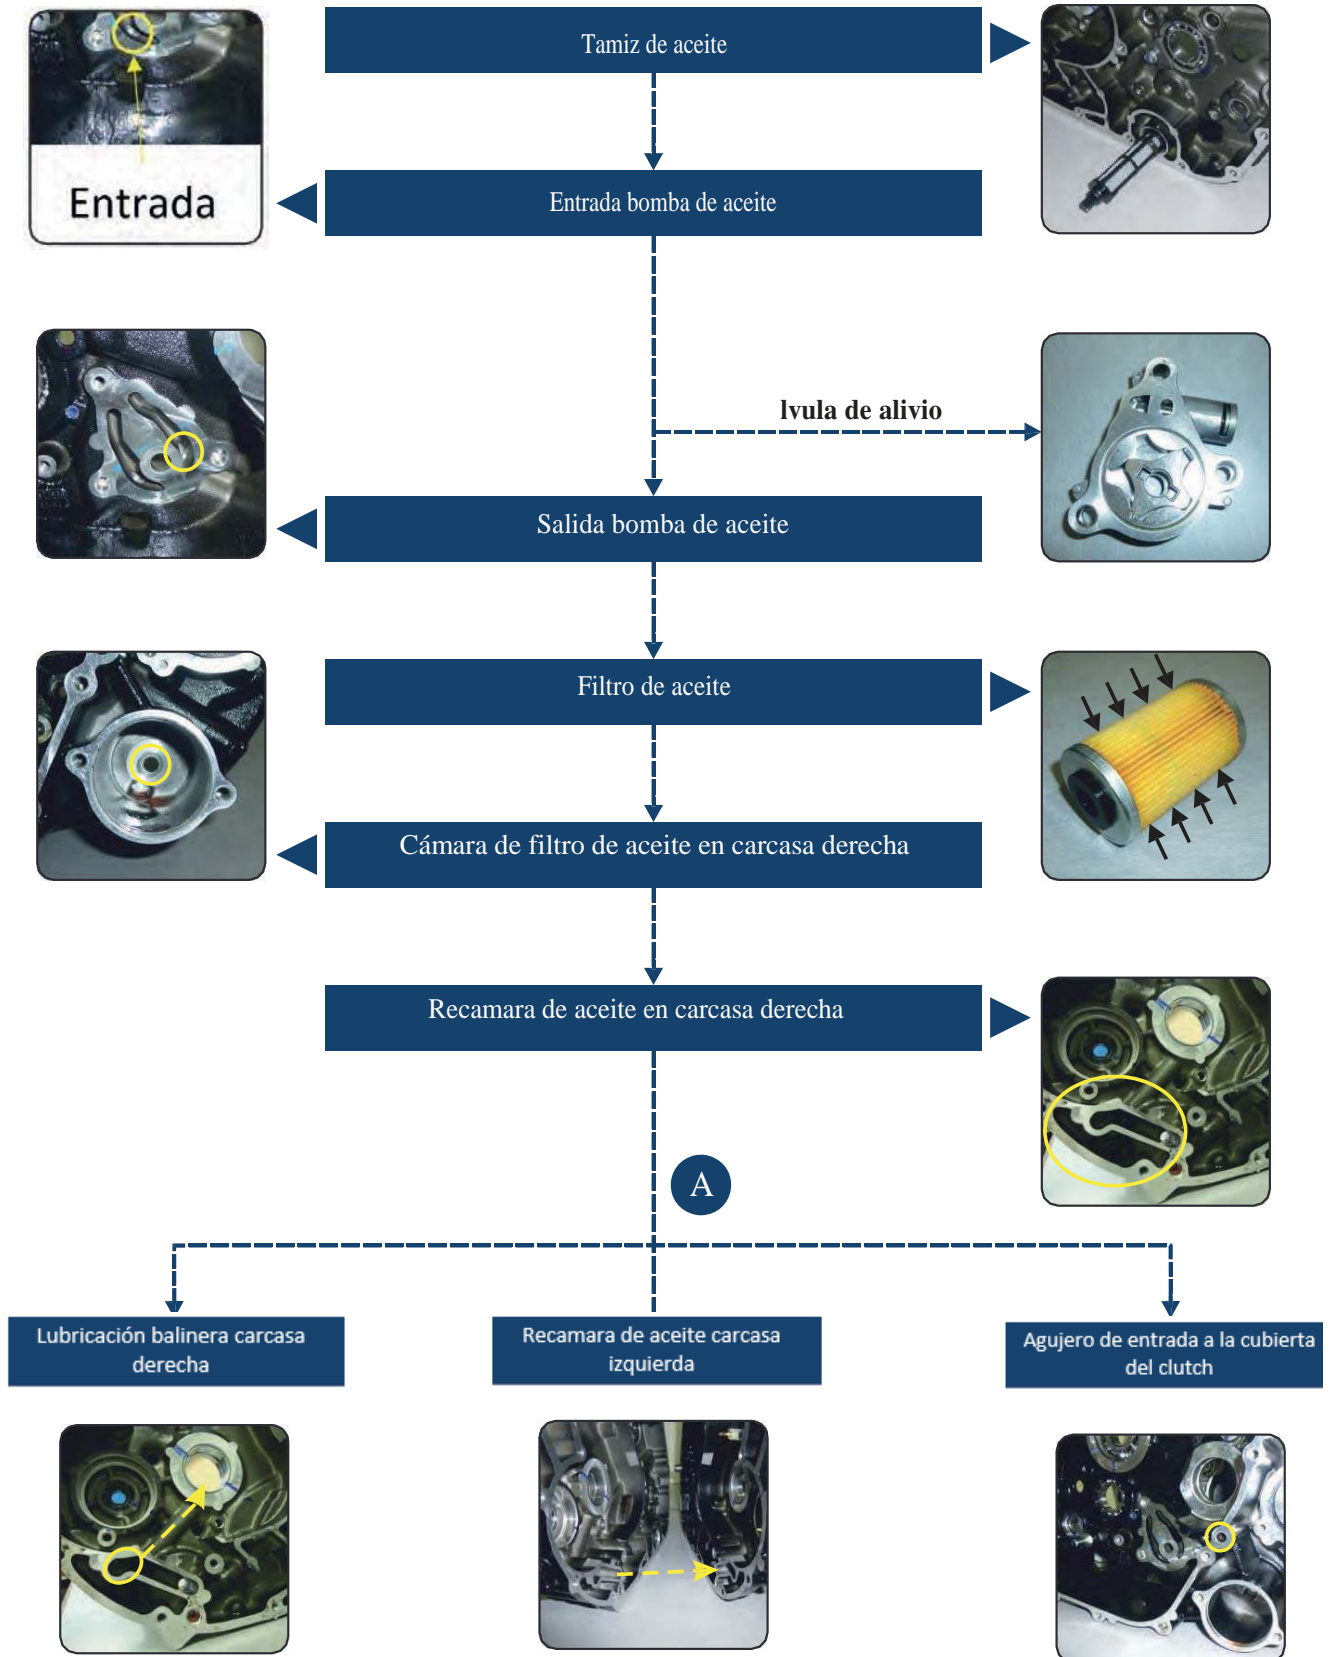 Tamiz de aceite
Entrada
Entrada bomba de aceite
lvula de alivio
Salida bomba de aceite
Filtro de aceite
Cámara de filtro de aceite en carcasa derecha
Recamara de aceite en carcasa derecha
A
Lubricación balinera carcasa
derecha
Recamara de aceite carcasa
izquierda
Agujero de entrada a la cubierta
del clutch